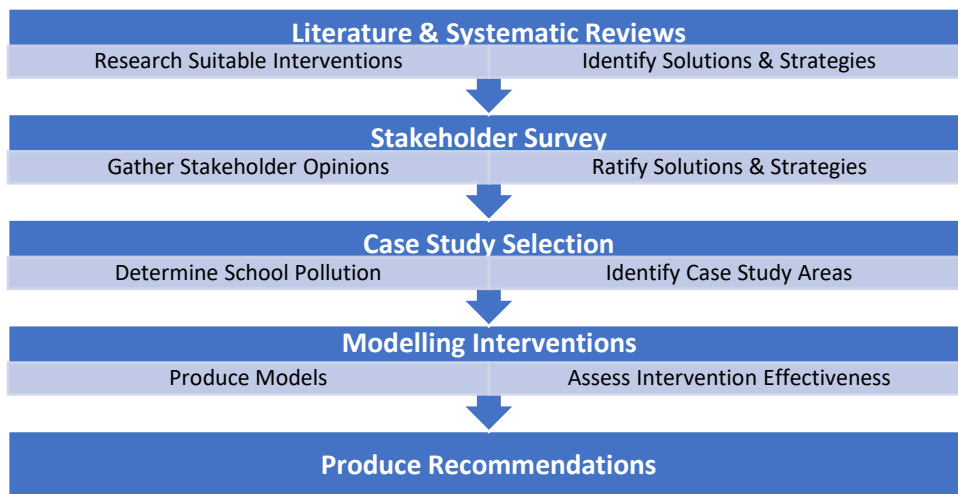 Literature & Systematic Reviews
Research Suitable Interventions Identify Solutions & Strategies
Stakeholder Survey
Gather Stakeholder Opinions Ratify Solutions & Strategies
Case Study Selection
Determine School Pollution Identify Case Study Areas
Modelling Interventions
Produce Models Assess Intervention Effectiveness
Produce Recommendations